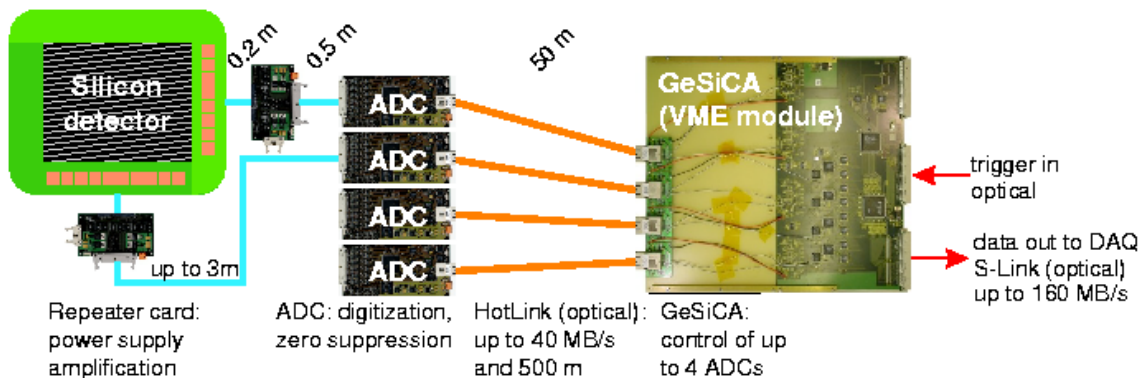 0.2 m
0.5 m
50 m
Silicon
detector
ADC
ADC
ADC
ADC
GeSiCA
(VME module)
trigger in
optical
data out to DAQ
S-Link (optical)
up to 160 MB/s
up to 3m
Repeater card:
power supply
amplification
ADC: digitization,
zero suppression
HotLink (optical):
up to 40 MB/s
and 500 m
GeSiCA:
control of up
to 4 ADCs